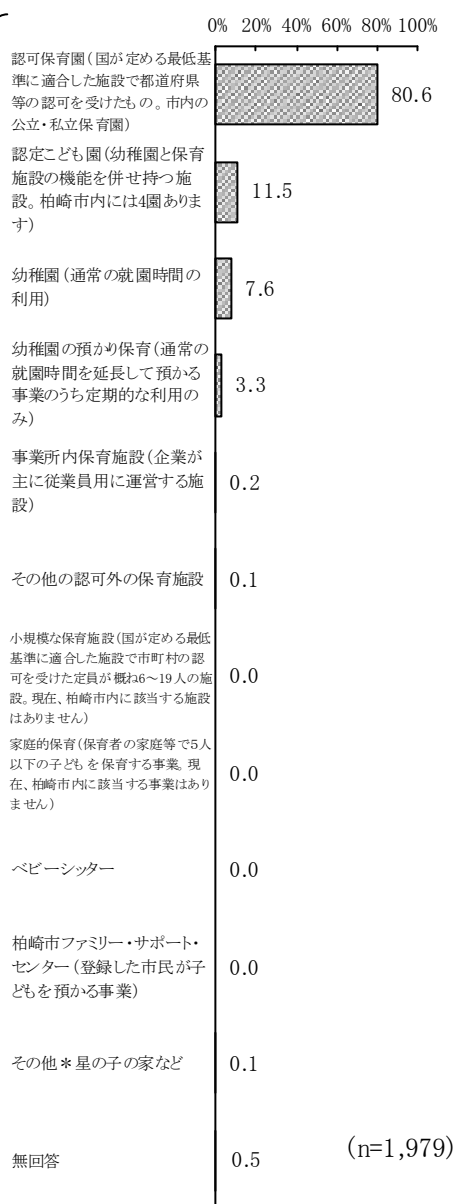 0% 20% 40% 60% 80% 100%
認可保育園(国が定める最低基
準に適合した施設で都道府県
等の認可を受けたもの。市内の
公立・私立保育園)
80.6
認定こども園(幼稚園と保育
施設の機能を併せ持つ施
設。柏崎市内には4園ありま
す)
11.5
幼稚園(通常の就園時間の
利用)
7.6
幼稚園の預かり保育(通常の
就園時間を延長して預かる
事業のうち定期的な利用の
み)
3.3
事業所内保育施設(企業が
主に従業員用に運営する施
設)
0.2
その他の認可外の保育施設
0.1
小規模な保育施設(国が定める最低
基準に適合した施設で市町村の認
可を受けた定員が概ね6~19人の施
設。現在、柏崎市内に該当する施設
はありません)
0.0
家庭的保育(保育者の家庭等で5人
以下の子どもを保育する事業。現
在、柏崎市内に該当する事業はあり
ません)
0.0
ベビーシッター
0.0
柏崎市ファミリー・サポート・
センター(登録した市民が子
どもを預かる事業)
0.0
その他*星の子の家など
0.1
無回答
0.5
(n=1,979)